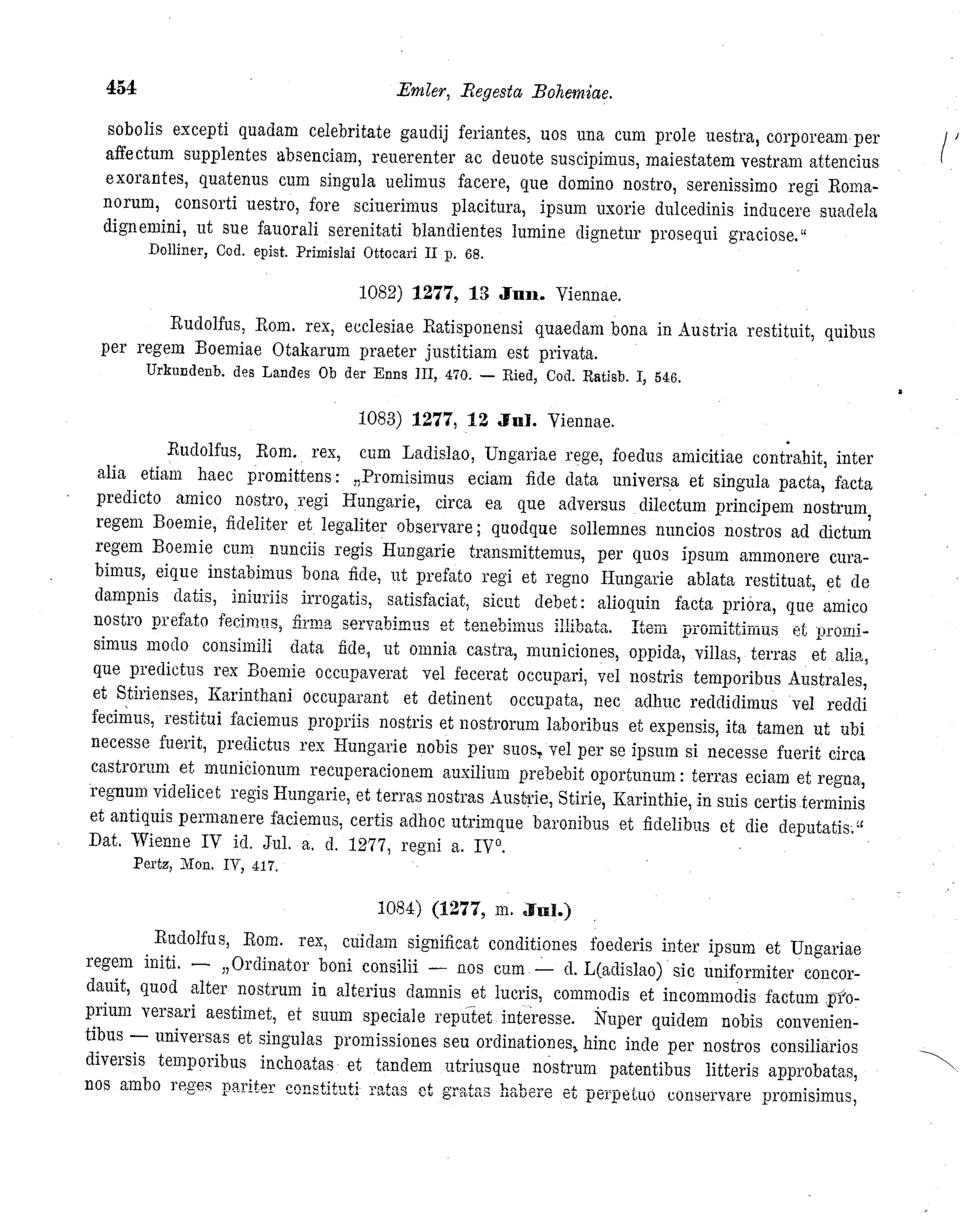 454 Emler, Regesta Bohemiae.
sobolis excepti quadam celebritate gaudij feriantes, uos una cum prole uestra, corpoream per
affectum supplentes absenciam, reuerenter ac deuote suscipimus, maiestatem vestram attencius
exorantes, quatenus cum singula uelimus facere, que domino nostro, serenissimo regi Roma-
norum, consorti uestro, fore sciuerimus placitura, ipsum uxorie dulcedinis inducere suadela
dignemini, ut sue fauorali serenitati blandientes lumine dignetur prosequi graciose.“
Dolliner, Cod. epist. Primislai Ottocari II p. 68.
1082) 1277, 13 Jun. Viennae.
Rudolfus, Rom. rex, ecclesiae Ratisponensi quaedam bona in Austria restituit, quibus
per regem Boemiae Otakarum praeter justitiam est privata.
Urkundenb. des Landes Ob der Enns III, 470. — Ried, Cod. Ratisb. I, 546.
1083) 1277, 12 Jul. Viennae.
Rudolfus, Rom. rex, cum Ladislao, Ungariae rege, foedus amicitiae contrahit, inter
alia etiam haec promittens: „Promisimus eciam fide data universa et singula pacta, facta
predicto amico nostro, regi Hungarie, circa ea que adversus dilectum principem nostrum,
regem Boemie, fideliter et legaliter observare; quodque sollemnes nuncios nostros ad dictum
regem Boemie cum nunciis regis Hungarie transmittemus, per quos ipsum ammonere cura-
bimus, eique instabimus bona fide, ut prefato regi et regno Hungarie ablata restituat, et de
dampnis datis, iniuriis irrogatis, satisfaciat, sicut debet: alioquin facta priora, que amico
nostro prefato fecimus, firma servabimus et tenebimus illibata. Item promittimus et promi-
simus modo consimili data fide, ut omnia castra, municiones, oppida, villas, terras et alia,
que predictus rex Boemie occupaverat vel fecerat occupari, vel nostris temporibus Australes,
et Stirienses, Karinthani occuparant et detinent occupata, nec adhuc reddidimus vel reddi
fecimus, restitui faciemus propriis nostris et nostrorum laboribus et expensis, ita tamen ut ubi
necesse fuerit, predictus rex Hungarie nobis per suos, vel per se ipsum si necesse fuerit circa
castrorum et municionum recuperacionem auxilium prebebit oportunum: terras eciam et regna,
regnum videlicet regis Hungarie, et terras nostras Austrie, Stirie, Karinthie, in suis certis terminis
et antiquis permanere faciemus, certis adhoc utrimque baronibus et fidelibus et die deputatis.“
Dat. Wienne IV id. Jul. a. d. 1277, regni a. IV⁰.
Pertz, Mon. IV, 417.
1084) (1277, m. Jul.)
Rudolfus, Rom. rex, cuidam significat conditiones foederis inter ipsum et Ungariae
regem initi. — „Ordinator boni consilii — nos cum — d. L(adislao) sic uniformiter concor-
dauit, quod alter nostrum in alterius damnis et lucris, commodis et incommodis factum pro-
prium versari aestimet, et suum speciale reputet interesse. Nuper quidem nobis convenien-
tibus — universas et singulas promissiones seu ordinationes, hinc inde per nostros consiliarios
diversis temporibus inchoatas et tandem utriusque nostrum patentibus litteris approbatas,
nos ambo reges pariter constituti ratas et gratas habere et perpetuo conservare promisimus,